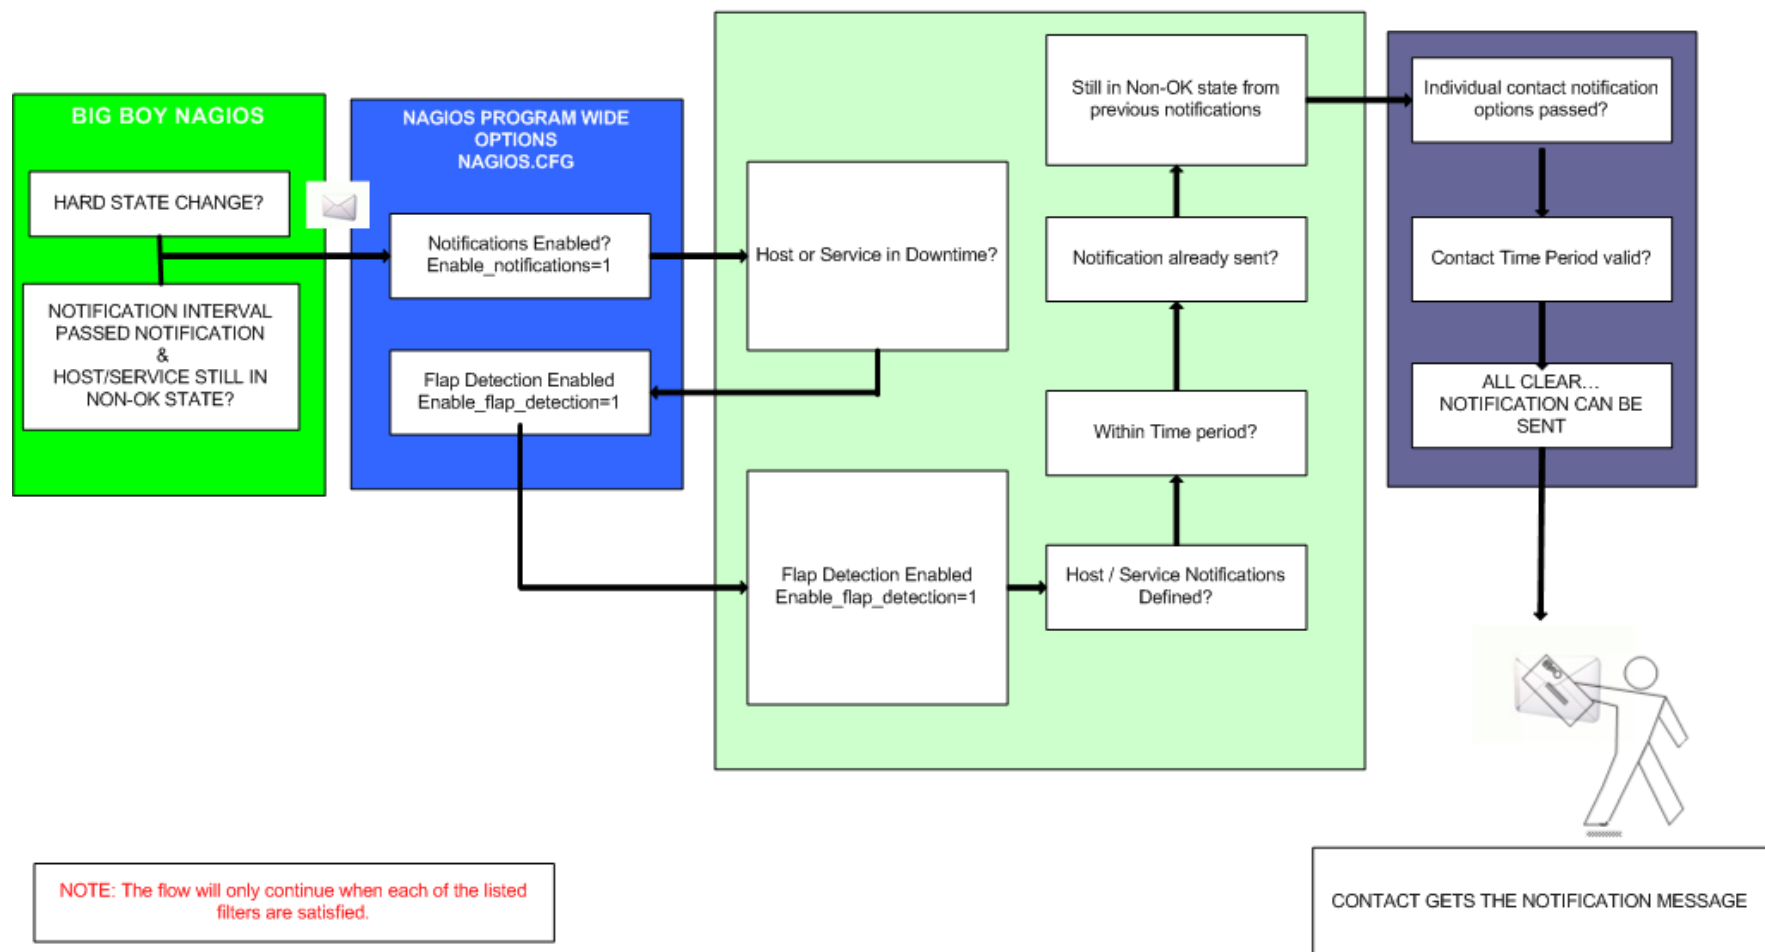 BIG BOY NAGIOS
HARD STATE CHANGE?
NOTIFICATION INTERVAL
PASSED NOTIFICATION
&
HOST/SERVICE STILL IN
NON-OK STATE?
NAGIOS PROGRAM WIDE
OPTIONS
NAGIOS.CFG
Notifications Enabled?
Enable_notifications=1
Flap Detection Enabled
Enable_flap_detection=1
Host or Service in Downtime?
Flap Detection Enabled
Enable_flap_detection=1
Still in Non-OK state from
previous notifications
Notification already sent?
Within Time period?
Host / Service Notifications
Defined?
Individual contact notification
options passed?
Contact Time Period valid?
ALL CLEAR...
NOTIFICATION CAN BE
SENT
NOTE: The flow will only continue when each of the listed
filters are satisfied.
CONTACT GETS THE NOTIFICATION MESSAGE